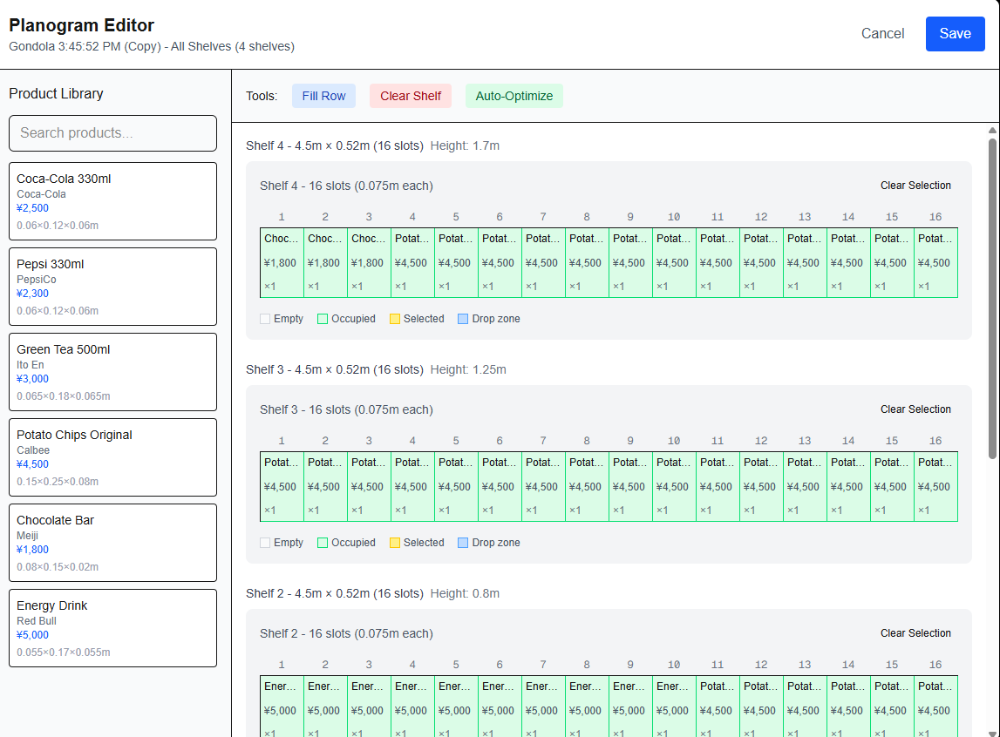 Planogram Editor
Gondola 3:45:52 PM (Copy) - All Shelves (4 shelves)
Cancel
Save
Product Library
Search products...
Coca-Cola 330ml
Coca-Cola
¥2,500
0.06×0.12×0.06m
Pepsi 330ml
PepsiCo
¥2,300
0.06×0.12×0.06m
Green Tea 500ml
Ito En
¥3,000
0.065×0.18×0.065m
Potato Chips Original
Calbee
¥4,500
0.15×0.25×0.08m
Chocolate Bar
Meiji
¥1,800
0.08×0.15×0.02m
Energy Drink
Red Bull
¥5,000
0.055×0.17×0.055m
Tools: Fill Row Clear Shelf Auto-Optimize
Shelf 4 - 4.5m × 0.52m (16 slots) Height: 1.7m
Shelf 4 - 16 slots (0.075m each) Clear Selection
1 2 3 4 5 6 7 8 9 10 11 12 13 14 15 16
Choc... Choc... Choc... Potat... Potat... Potat... Potat... Potat... Potat... Potat... Potat... Potat... Potat... Potat... Potat... Potat...
¥1,800 ¥1,800 ¥1,800 ¥4,500 ¥4,500 ¥4,500 ¥4,500 ¥4,500 ¥4,500 ¥4,500 ¥4,500 ¥4,500 ¥4,500 ¥4,500 ¥4,500 ¥4,500
×1 ×1 ×1 ×1 ×1 ×1 ×1 ×1 ×1 ×1 ×1 ×1 ×1 ×1 ×1 ×1
Empty Occupied Selected Drop zone
Shelf 3 - 4.5m × 0.52m (16 slots) Height: 1.25m
Shelf 3 - 16 slots (0.075m each) Clear Selection
1 2 3 4 5 6 7 8 9 10 11 12 13 14 15 16
Potat... Potat... Potat... Potat... Potat... Potat... Potat... Potat... Potat... Potat... Potat... Potat... Potat... Potat... Potat... Potat...
¥4,500 ¥4,500 ¥4,500 ¥4,500 ¥4,500 ¥4,500 ¥4,500 ¥4,500 ¥4,500 ¥4,500 ¥4,500 ¥4,500 ¥4,500 ¥4,500 ¥4,500 ¥4,500
×1 ×1 ×1 ×1 ×1 ×1 ×1 ×1 ×1 ×1 ×1 ×1 ×1 ×1 ×1 ×1
Empty Occupied Selected Drop zone
Shelf 2 - 4.5m × 0.52m (16 slots) Height: 0.8m
Shelf 2 - 16 slots (0.075m each) Clear Selection
1 2 3 4 5 6 7 8 9 10 11 12 13 14 15 16
Ener... Ener... Ener... Ener... Ener... Ener... Ener... Ener... Ener... Ener... Potat... Potat... Potat... Potat... Potat... Potat...
¥5,000 ¥5,000 ¥5,000 ¥5,000 ¥5,000 ¥5,000 ¥5,000 ¥5,000 ¥5,000 ¥5,000 ¥4,500 ¥4,500 ¥4,500 ¥4,500 ¥4,500 ¥4,500
×1 ×1 ×1 ×1 ×1 ×1 ×1 ×1 ×1 ×1 ×1 ×1 ×1 ×1 ×1 ×1